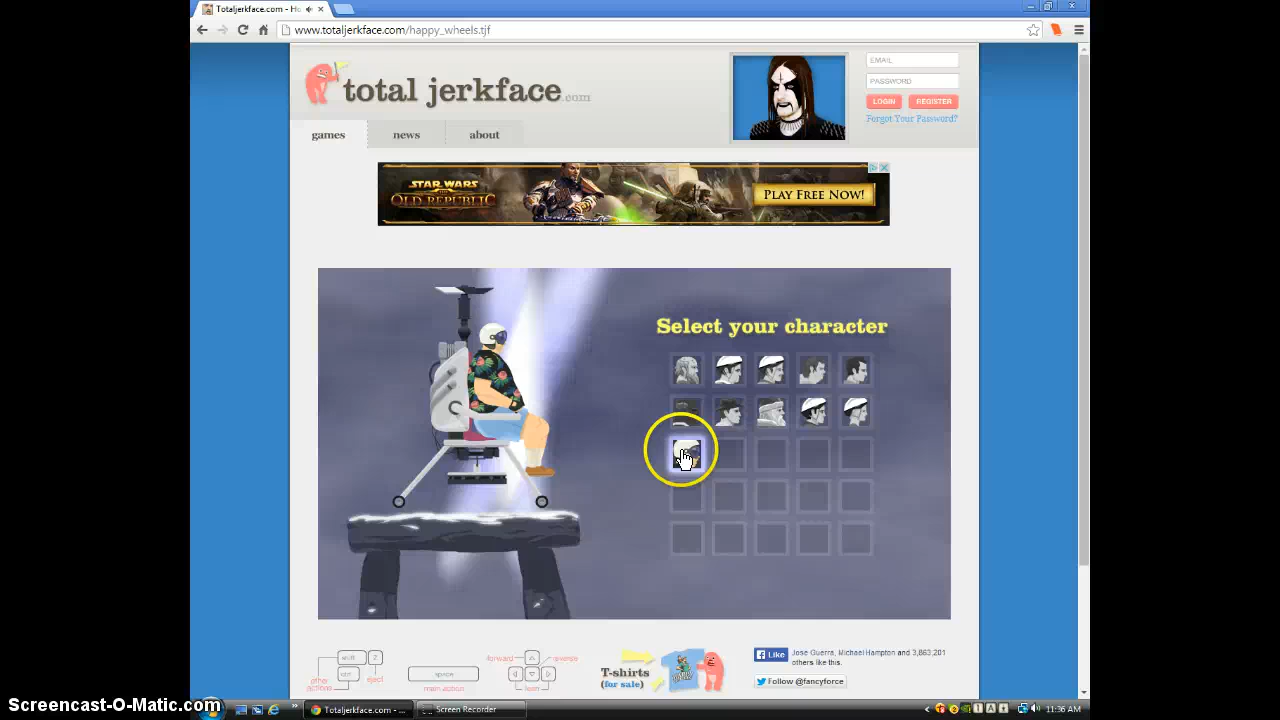 Totaljerkface.com - Ha
www.totaljerkface.com/happy_wheels.tjf
total jerkface.com
EMAIL
PASSWORD
LOGIN REGISTER
Forgot Your Password?
games news about
STAR WARS
THE OLD REPUBLIC
PLAY FREE NOW!
Select your character
shift Z
ctrl
other actions
eject
space
main action
forward
reverse
lean
T-shirts
(for sale)
Like
Jose Guerra, Michael Hampton and 3,863,201
others like this.
Follow @fancyforce
Totaljerkface.com - ...
Screen Recorder
11:36 AM
Screencast-O-Matic.com